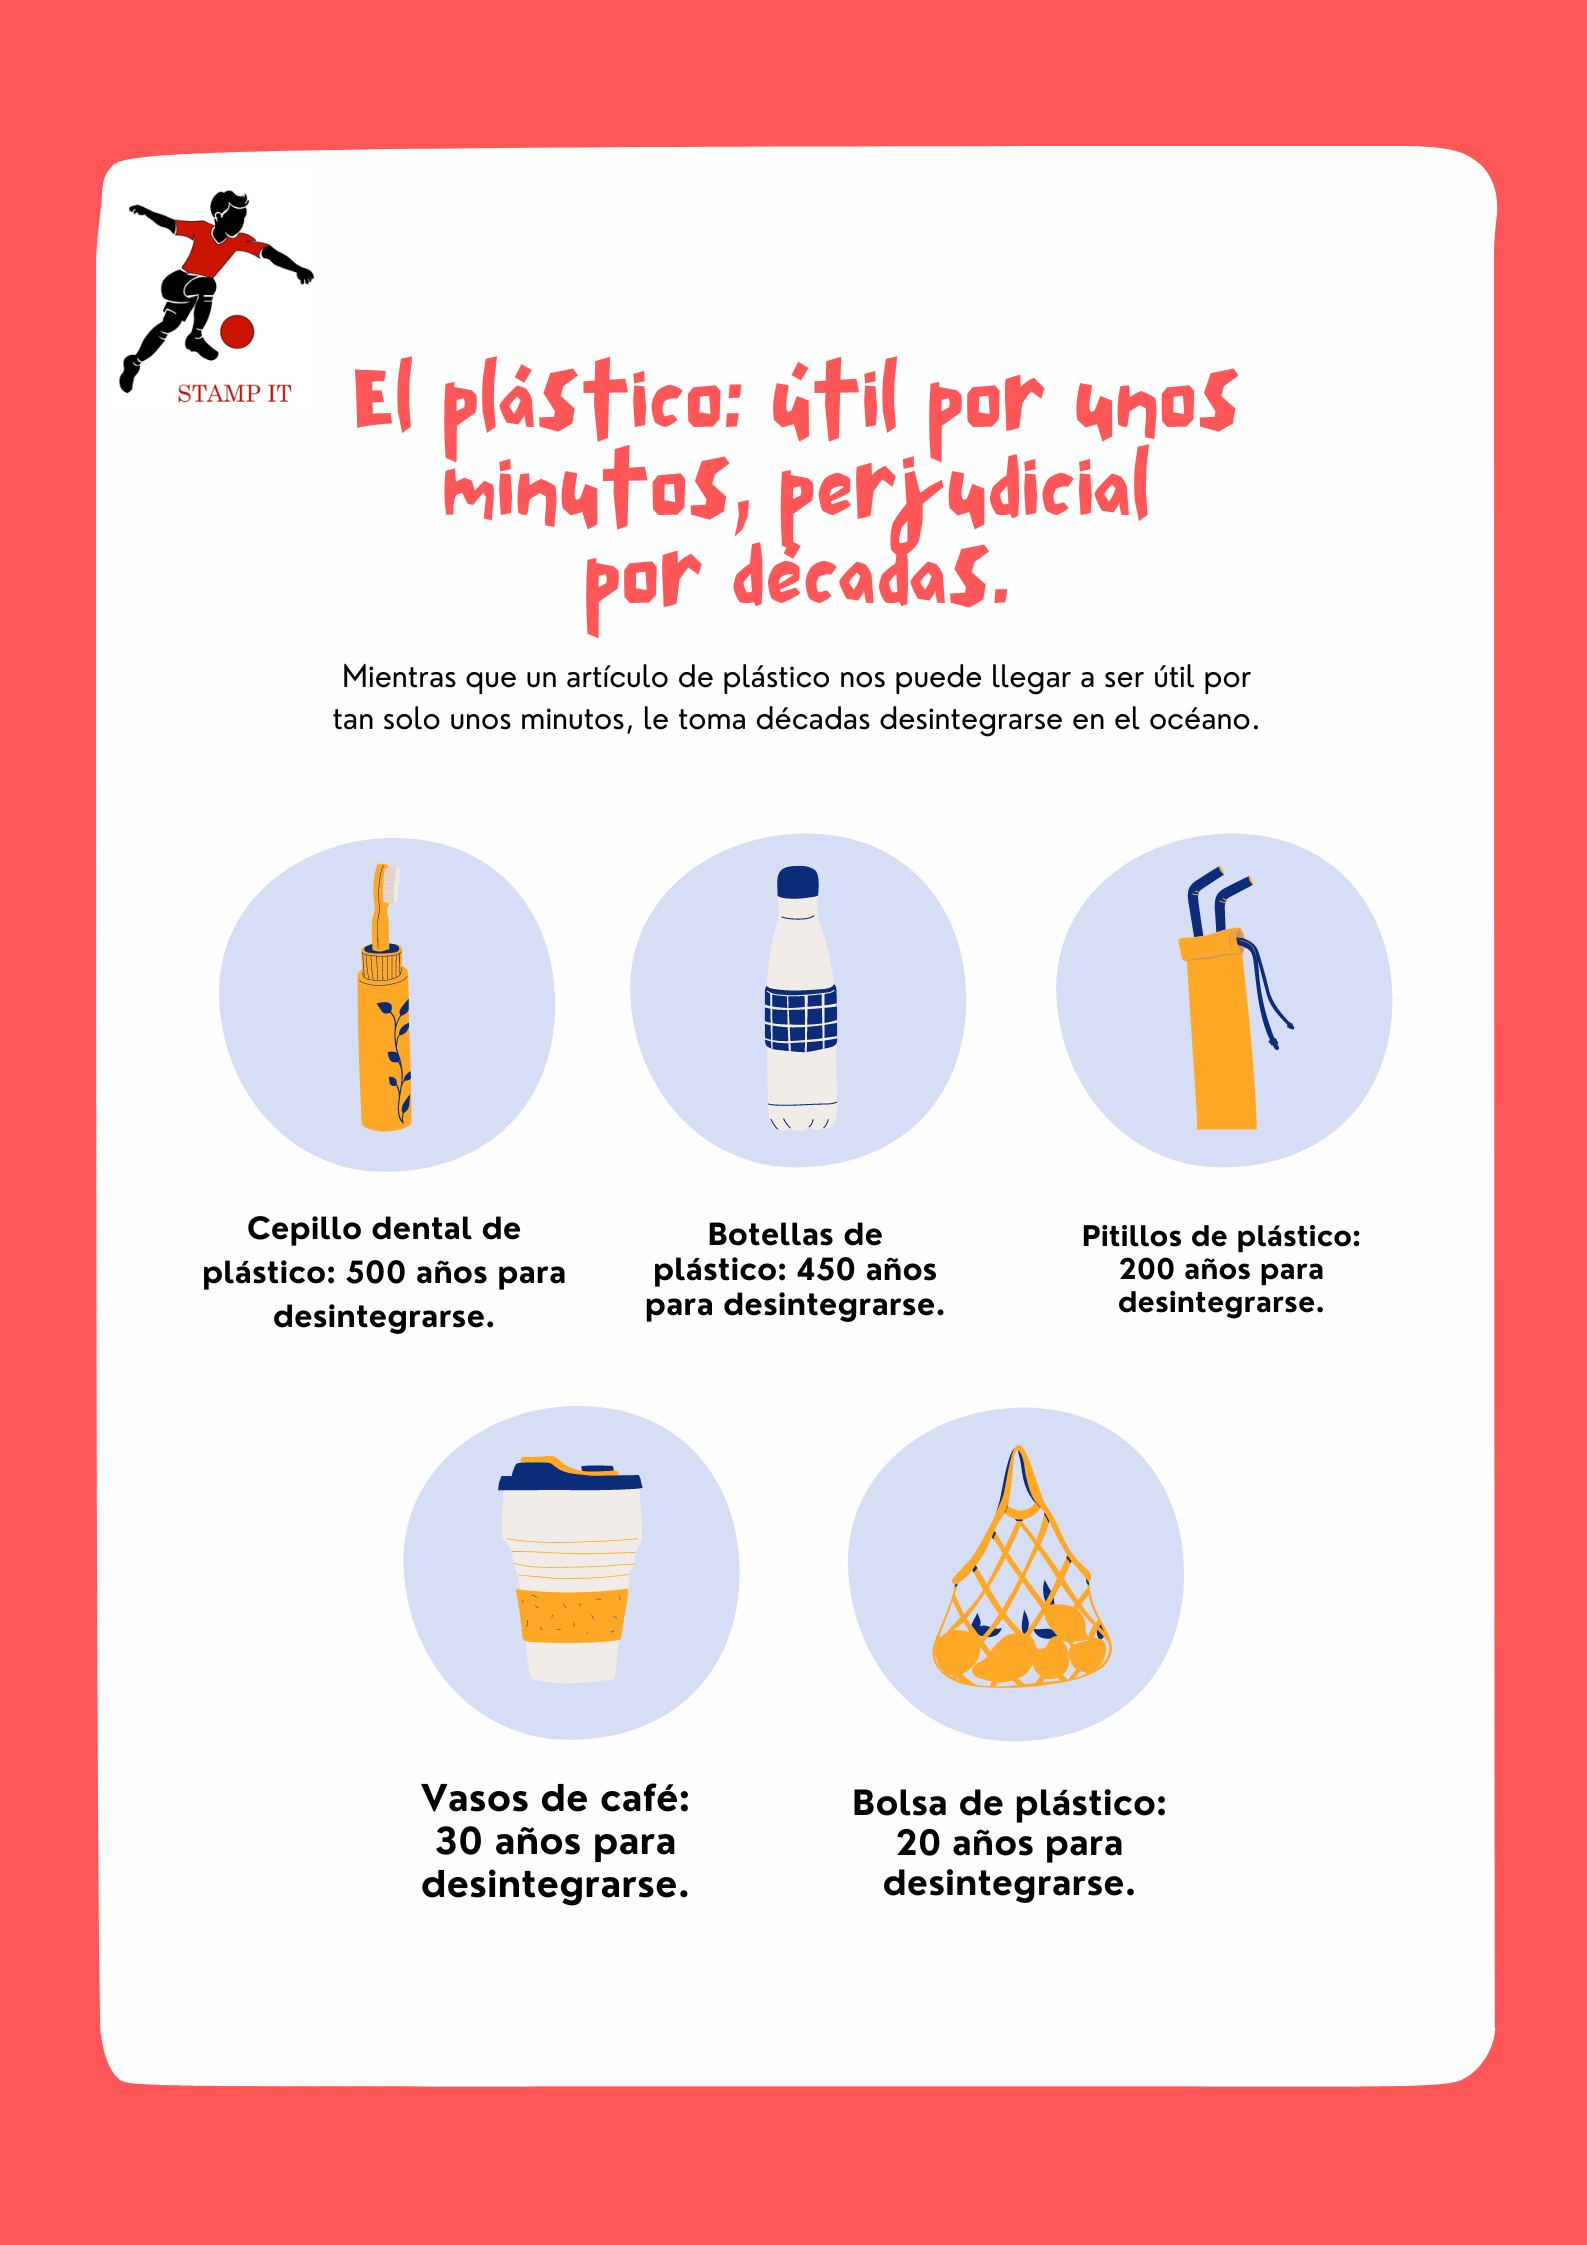 STAMP IT
El plástico: útil por unos
minutos, perjudicial
por décadas.
Mientras que un artículo de plástico nos puede llegar a ser útil por
tan solo unos minutos, le toma décadas desintegrarse en el océano.
Cepillo dental de
plástico: 500 años para
desintegrarse.
Botellas de
plástico: 450 años
para desintegrarse.
Pitillos de plástico:
200 años para
desintegrarse.
Vasos de café:
30 años para
desintegrarse.
Bolsa de plástico:
20 años para
desintegrarse.